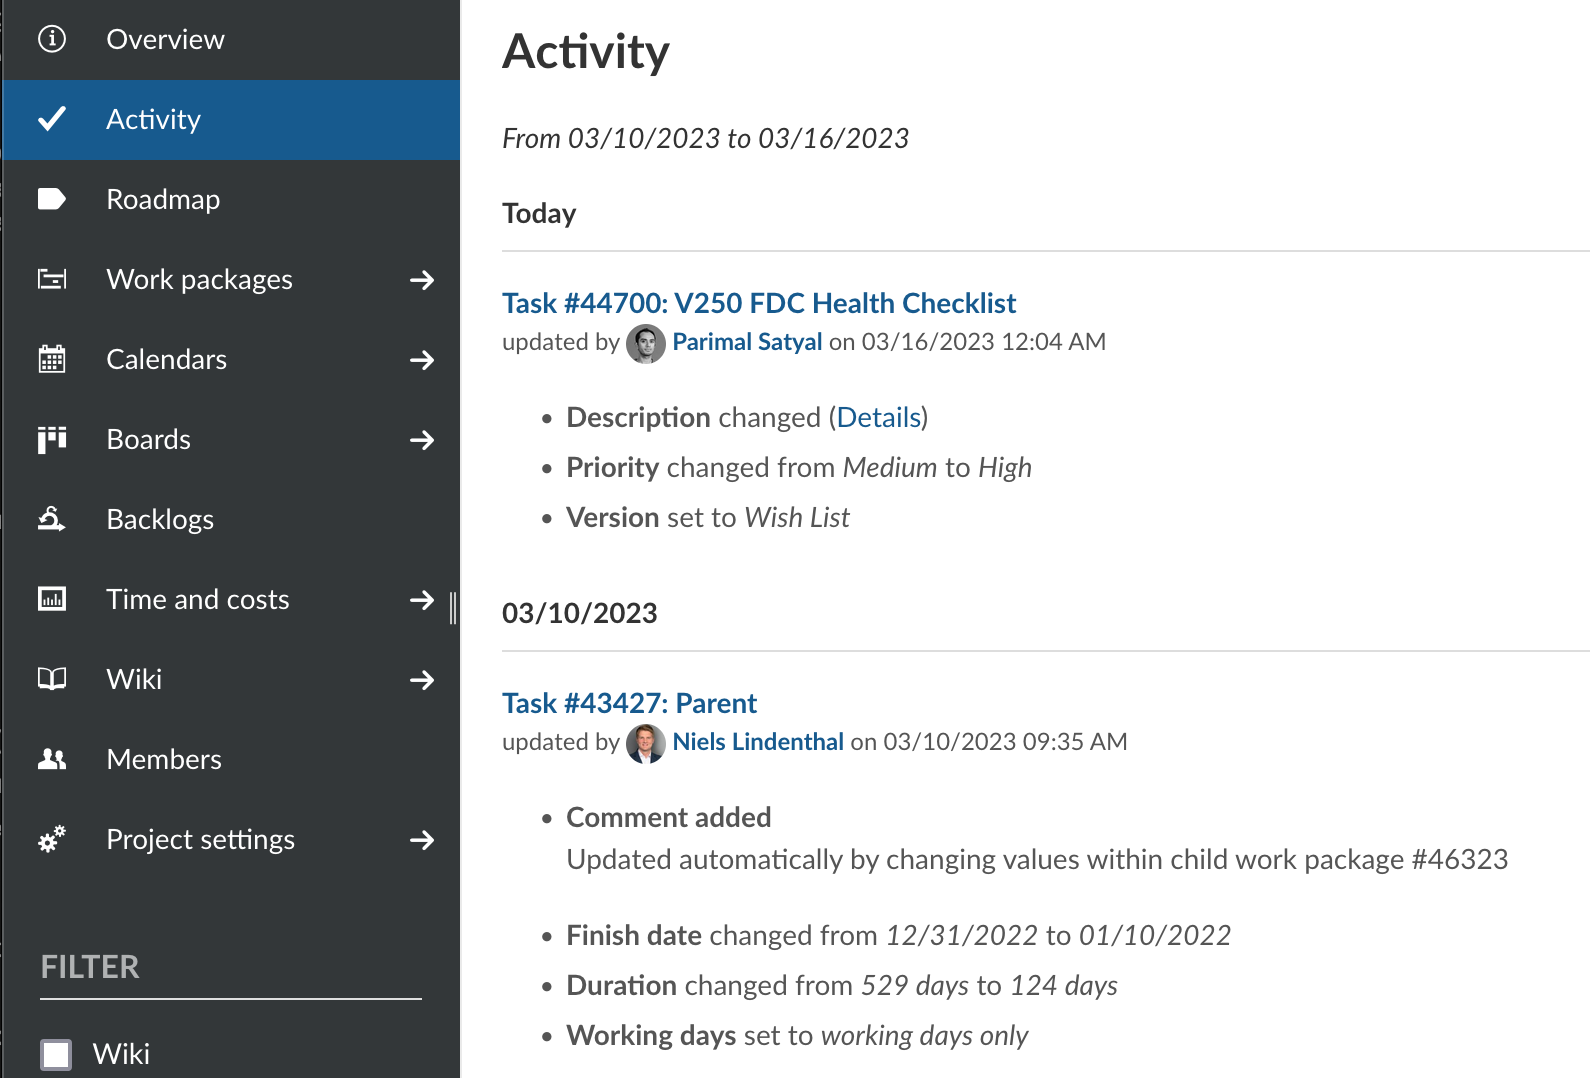 Overview
Activity
Roadmap
Work packages
Calendars
Boards
Backlogs
Time and costs
Wiki
Members
Project settings
FILTER
Wiki
Activity
From 03/10/2023 to 03/16/2023
Today
Task #44700: V250 FDC Health Checklist
updated by Parimal Satyal on 03/16/2023 12:04 AM
• Description changed (Details)
• Priority changed from Medium to High
• Version set to Wish List
03/10/2023
Task #43427: Parent
updated by Niels Lindenthal on 03/10/2023 09:35 AM
• Comment added
Updated automatically by changing values within child work package #46323
• Finish date changed from 12/31/2022 to 01/10/2022
• Duration changed from 529 days to 124 days
• Working days set to working days only